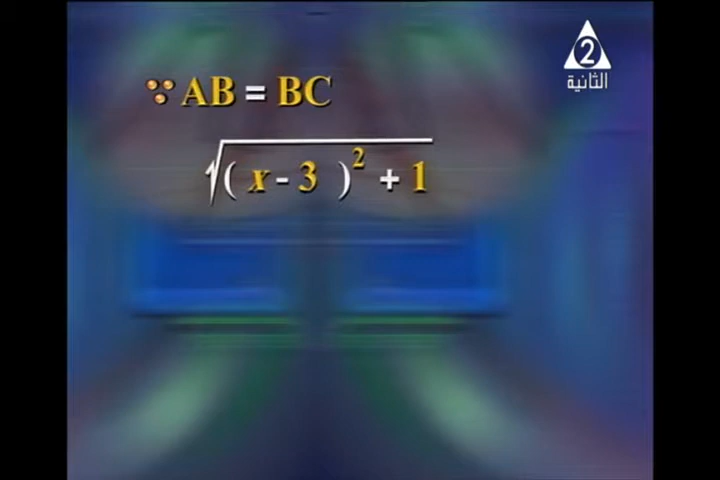 ∵ AB = BC
√((x - 3)² + 1)
2
الثانية